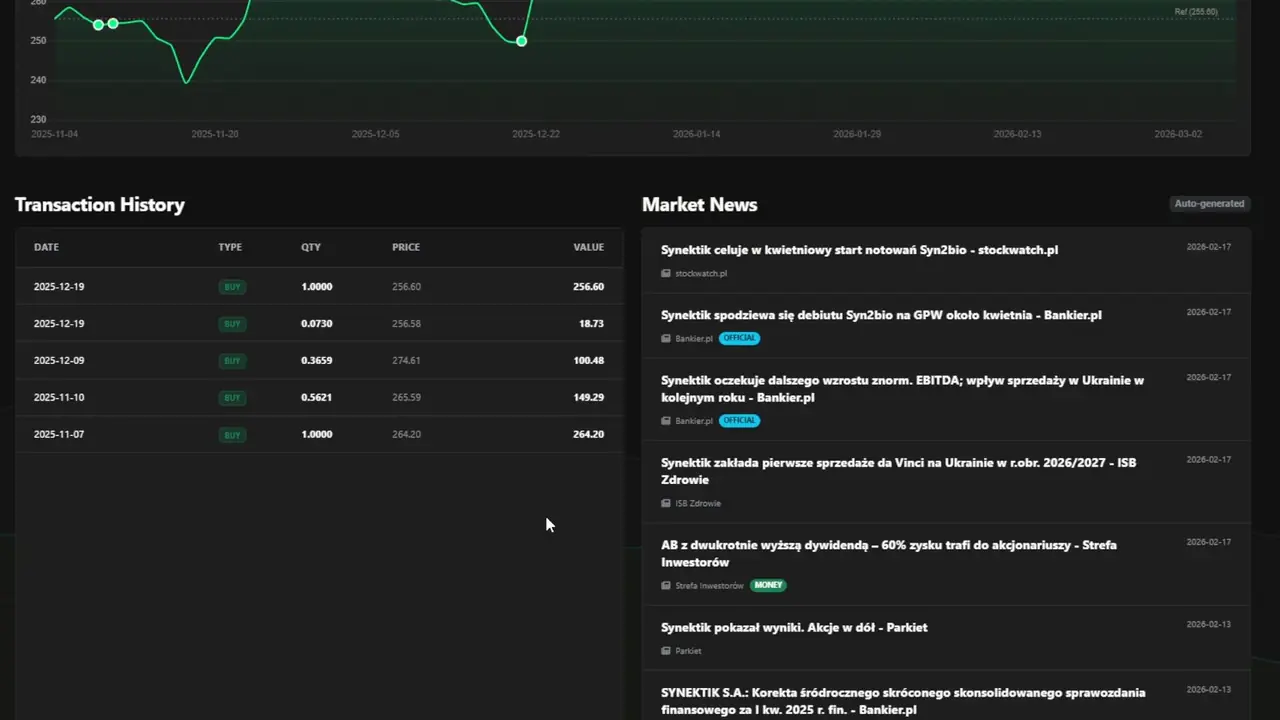 260
Ref (255.60)
250
240
230
2025-11-04 2025-11-20 2025-12-05 2025-12-22 2026-01-14 2026-01-29 2026-02-13 2026-03-02
Transaction History
DATE TYPE QTY PRICE VALUE
2025-12-19 BUY 1.0000 256.60 256.60
2025-12-19 BUY 0.0730 256.58 18.73
2025-12-09 BUY 0.3659 274.61 100.48
2025-11-10 BUY 0.5621 265.59 149.29
2025-11-07 BUY 1.0000 264.20 264.20
Market News
Auto-generated
Synektik celuje w kwietniowy start notowań Syn2bio - stockwatch.pl 2026-02-17
stockwatch.pl
Synektik spodziewa się debiutu Syn2bio na GPW około kwietnia - Bankier.pl 2026-02-17
Bankier.pl OFFICIAL
Synektik oczekuje dalszego wzrostu znorm. EBITDA; wpływ sprzedaży w Ukrainie w 2026-02-17
kolejnym roku - Bankier.pl
Bankier.pl OFFICIAL
Synektik zakłada pierwsze sprzedaże da Vinci na Ukrainie w r.obr. 2026/2027 - ISB 2026-02-17
Zdrowie
ISB Zdrowie
AB z dwukrotnie wyższą dywidendą – 60% zysku trafi do akcjonariuszy - Strefa 2026-02-17
Inwestorów
Strefa Inwestorów MONEY
Synektik pokazał wyniki. Akcje w dół - Parkiet 2026-02-13
Parkiet
SYNEKTIK S.A.: Korekta śródrocznego skróconego skonsolidowanego sprawozdania 2026-02-13
finansowego za I kw. 2025 r. fin. - Bankier.pl